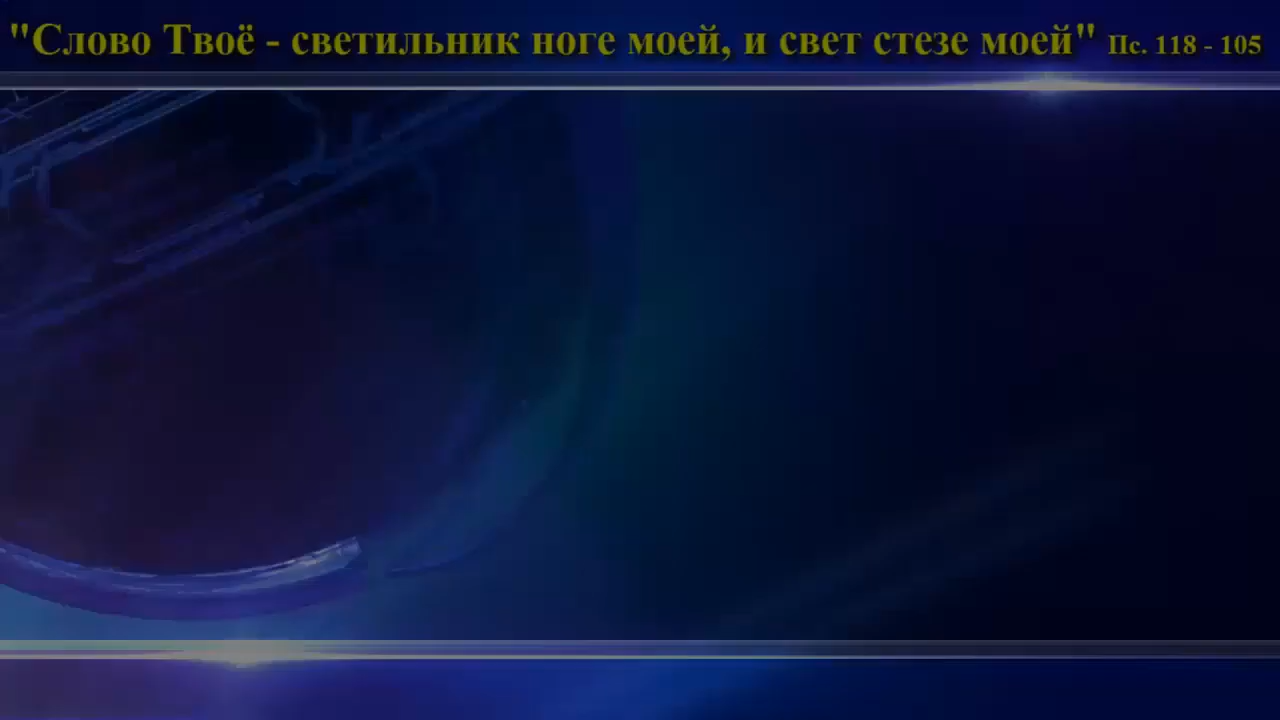 "Слово Твоё - светильник ноге моей, и свет стезе моей" Пс. 118 - 105